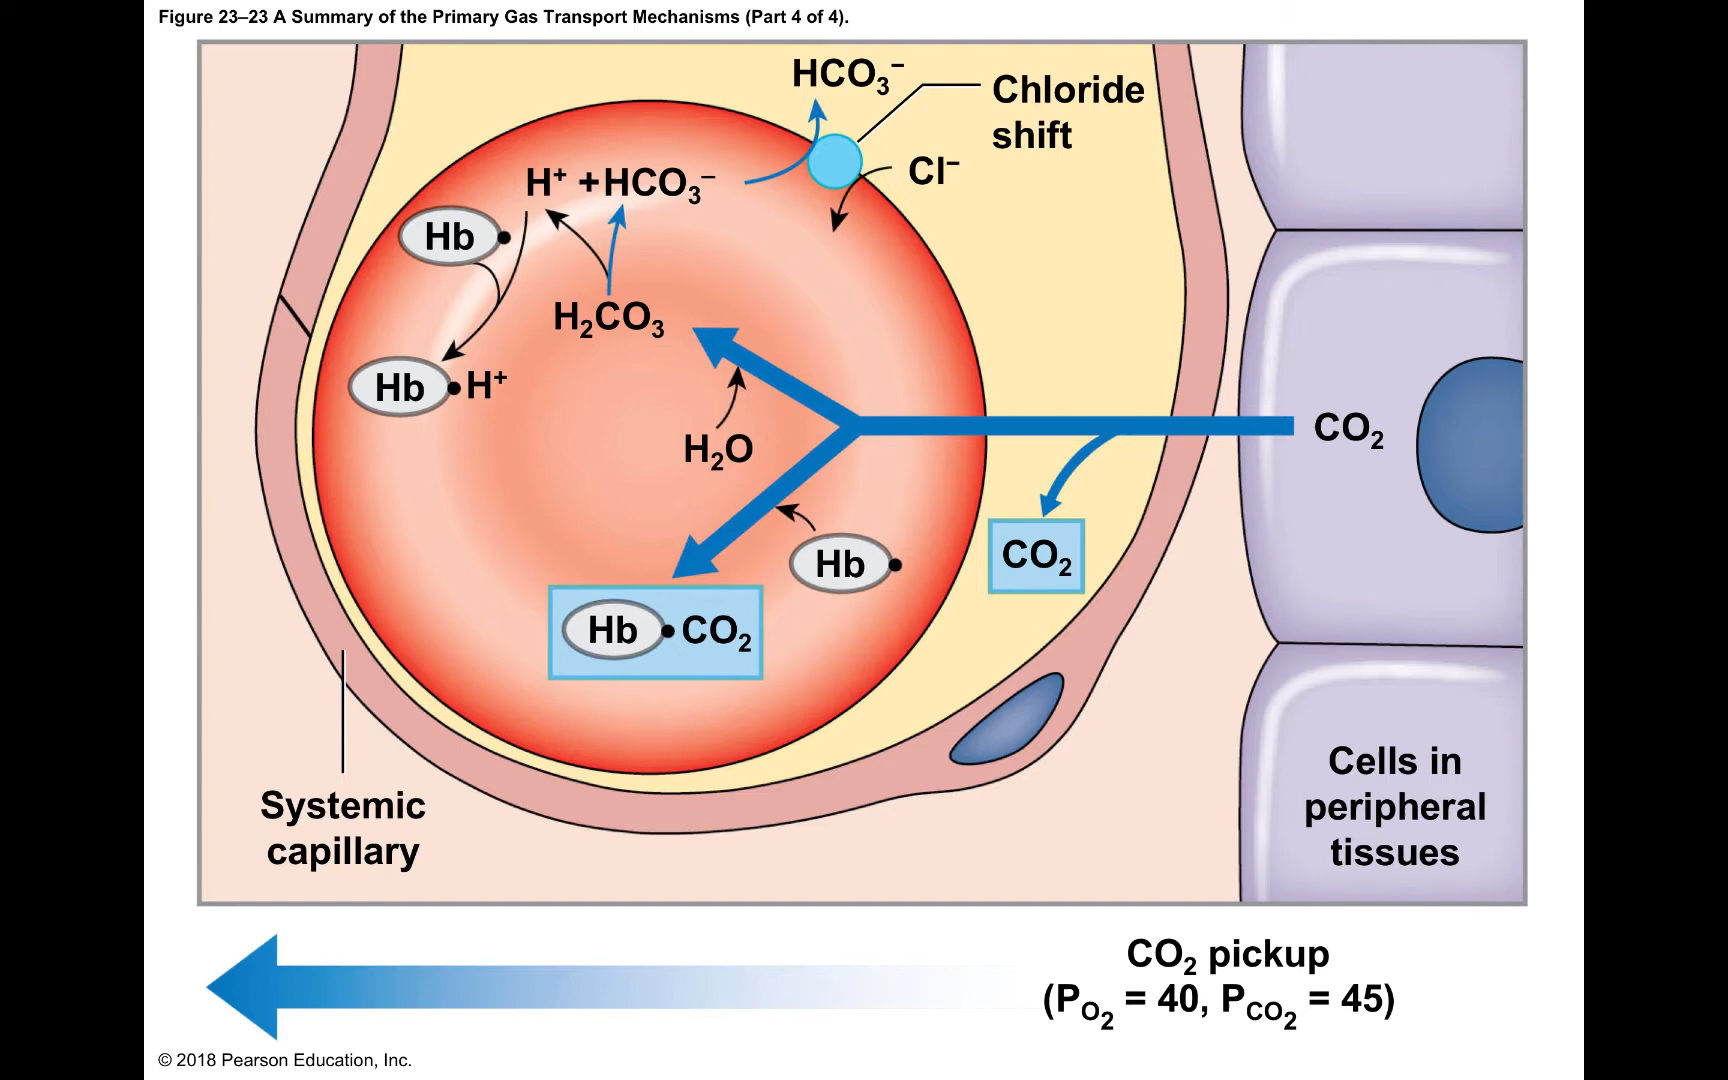 Figure 23–23 A Summary of the Primary Gas Transport Mechanisms (Part 4 of 4).
HCO₃⁻
Chloride
shift
Cl⁻
H⁺ +HCO₃⁻
Hb
H₂CO₃
Hb H⁺
H₂O
CO₂
Hb
CO₂
Hb CO₂
Systemic
capillary
Cells in
peripheral
tissues
CO₂ pickup
(P_O₂ = 40, P_CO₂ = 45)
© 2018 Pearson Education, Inc.